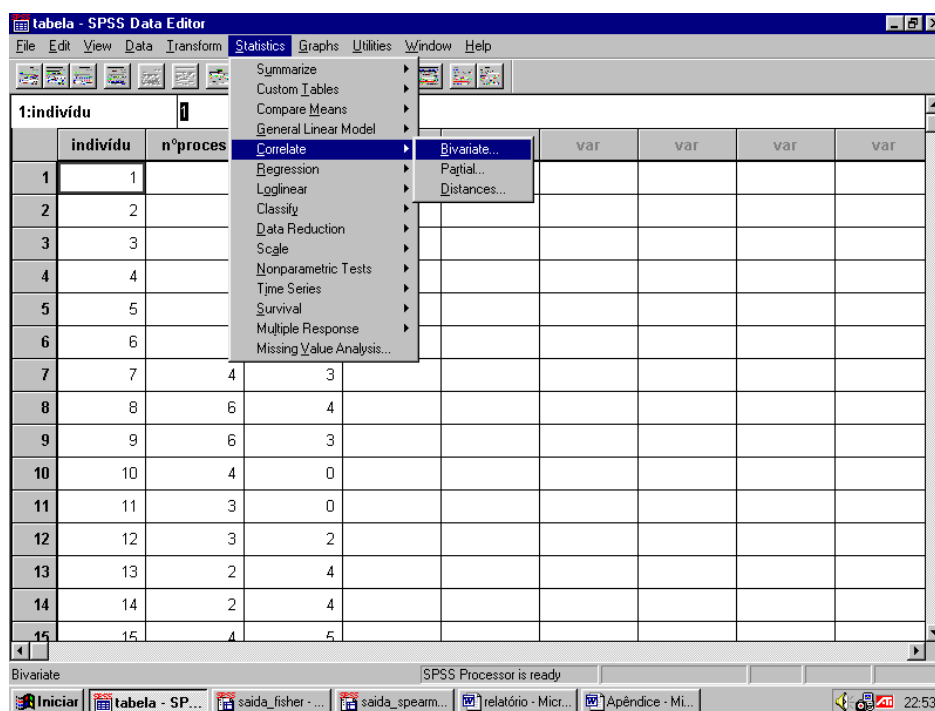 tabela - SPSS Data Editor
File Edit View Data Transform Statistics Graphs Utilities Window Help
1:indivídu 1
Summarize
Custom Tables
Compare Means
General Linear Model
Correlate
Regression
Loglinear
Classify
Data Reduction
Scale
Nonparametric Tests
Time Series
Survival
Multiple Response
Missing Value Analysis...
Bivariate...
Partial...
Distances...
indivídu nºproces var var var var
1 1
2 2
3 3
4 4
5 5
6 6
7 7 4 3
8 8 6 4
9 9 6 3
10 10 4 0
11 11 3 0
12 12 3 2
13 13 2 4
14 14 2 4
15 15 4 5
Bivariate SPSS Processor is ready
Iniciar tabela - SP... saida_fisher - ... saida_spearm... relatório - Micr... Apêndice - Mi... 22:53